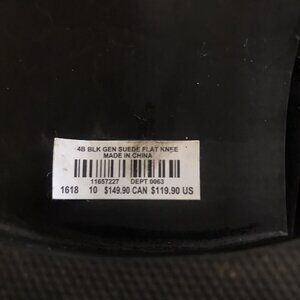 4B BLK GEN SUEDE FLAT KNEE
MADE IN CHINA
11657227 DEPT 0063
1618 10 $149.90 CAN $119.90 US